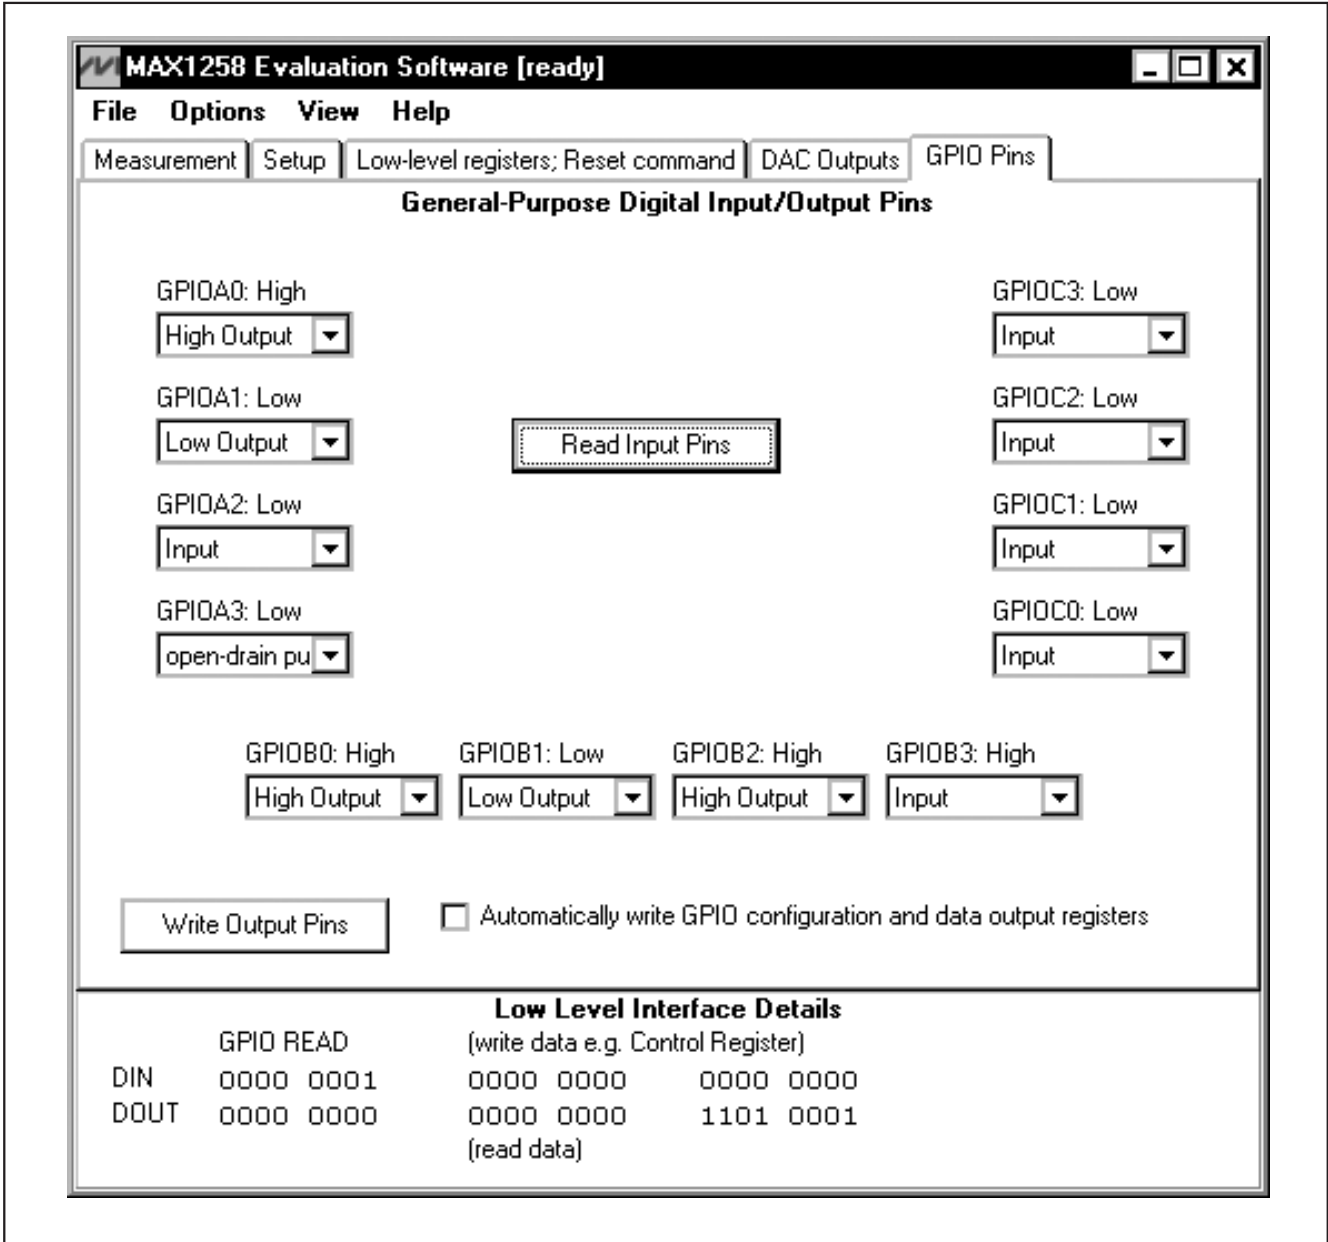 MAX1258 Evaluation Software [ready]
File Options View Help
Measurement Setup Low-level registers; Reset command DAC Outputs GPIO Pins
General-Purpose Digital Input/Output Pins
GPIOA0: High GPIOC3: Low
High Output Input
GPIOA1: Low GPIOC2: Low
Low Output Read Input Pins Input
GPIOA2: Low GPIOC1: Low
Input Input
GPIOA3: Low GPIOC0: Low
open-drain pu Input
GPIOB0: High GPIOB1: Low GPIOB2: High GPIOB3: High
High Output Low Output High Output Input
Write Output Pins Automatically write GPIO configuration and data output registers
Low Level Interface Details
GPIO READ (write data e.g. Control Register)
DIN 0000 0001 0000 0000 0000 0000
DOUT 0000 0000 0000 0000 1101 0001
(read data)